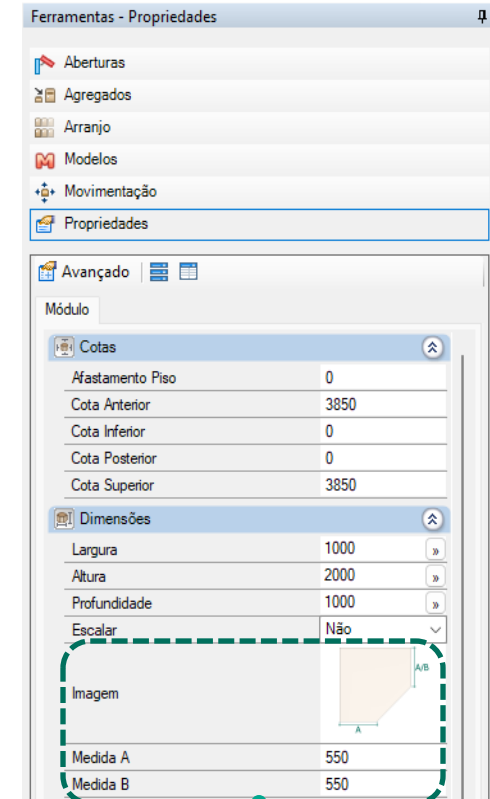 Ferramentas - Propriedades
Aberturas
Agregados
Arranjo
Modelos
Movimentação
Propriedades
Avançado
Módulo
Cotas
Afastamento Piso 0
Cota Anterior 3850
Cota Inferior 0
Cota Posterior 0
Cota Superior 3850
Dimensões
Largura 1000 »
Altura 2000 »
Profundidade 1000 »
Escalar Não
A/B
Imagem
A
Medida A 550
Medida B 550